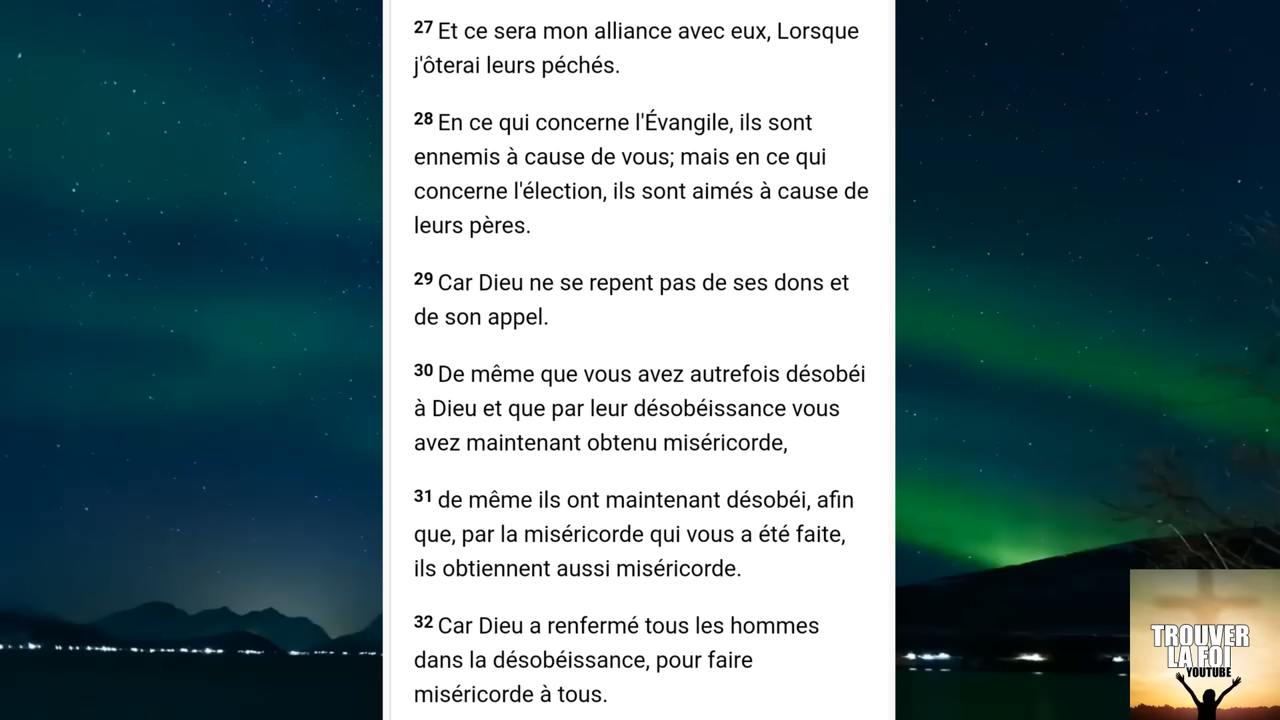 27 Et ce sera mon alliance avec eux, Lorsque
j'ôterai leurs péchés.
28 En ce qui concerne l'Évangile, ils sont
ennemis à cause de vous; mais en ce qui
concerne l'élection, ils sont aimés à cause de
leurs pères.
29 Car Dieu ne se repent pas de ses dons et
de son appel.
30 De même que vous avez autrefois désobéi
à Dieu et que par leur désobéissance vous
avez maintenant obtenu miséricorde,
31 de même ils ont maintenant désobéi, afin
que, par la miséricorde qui vous a été faite,
ils obtiennent aussi miséricorde.
32 Car Dieu a renfermé tous les hommes
dans la désobéissance, pour faire
miséricorde à tous.
TROUVER
LA FOI
YOUTUBE